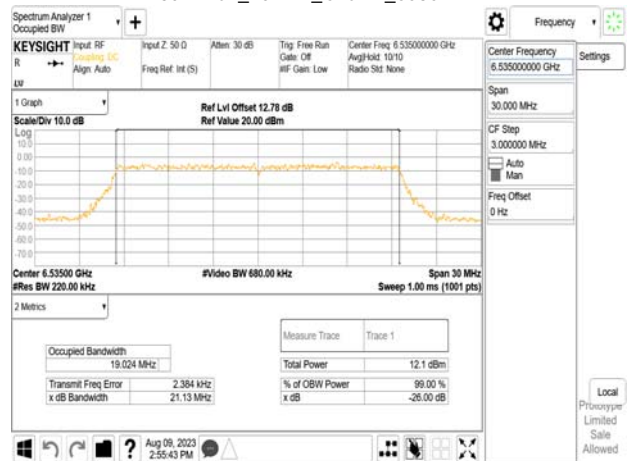 Spectrum Analyzer 1
Occupied BW
Frequency
KEYSIGHT
Input: RF
Coupling: DC
Align: Auto
Input Z: 50 Ω
Freq Ref: Int (S)
Atten: 30 dB
Trig: Free Run
Gate: Off
#IF Gain: Low
Center Freq: 6.535000000 GHz
Avg|Hold: 10/10
Radio Std: None
R
LXI
Center Frequency
6.535000000 GHz
Settings
Span
30.000 MHz
CF Step
3.000000 MHz
Auto
Man
Freq Offset
0 Hz
1 Graph
Scale/Div 10.0 dB
Ref Lvl Offset 12.78 dB
Ref Value 20.00 dBm
Log
10.0
0.00
-10.0
-20.0
-30.0
-40.0
-50.0
-60.0
-70.0
Center 6.53500 GHz
#Res BW 220.00 kHz
#Video BW 680.00 kHz
Span 30 MHz
Sweep 1.00 ms (1001 pts)
2 Metrics
Measure Trace
Trace 1
Occupied Bandwidth
19.024 MHz
Total Power
12.1 dBm
Transmit Freq Error
2.384 kHz
% of OBW Power
99.00 %
x dB Bandwidth
21.13 MHz
x dB
-26.00 dB
Local
Prototype
Limited
Sale
Allowed
?
Aug 09, 2023
2:55:43 PM